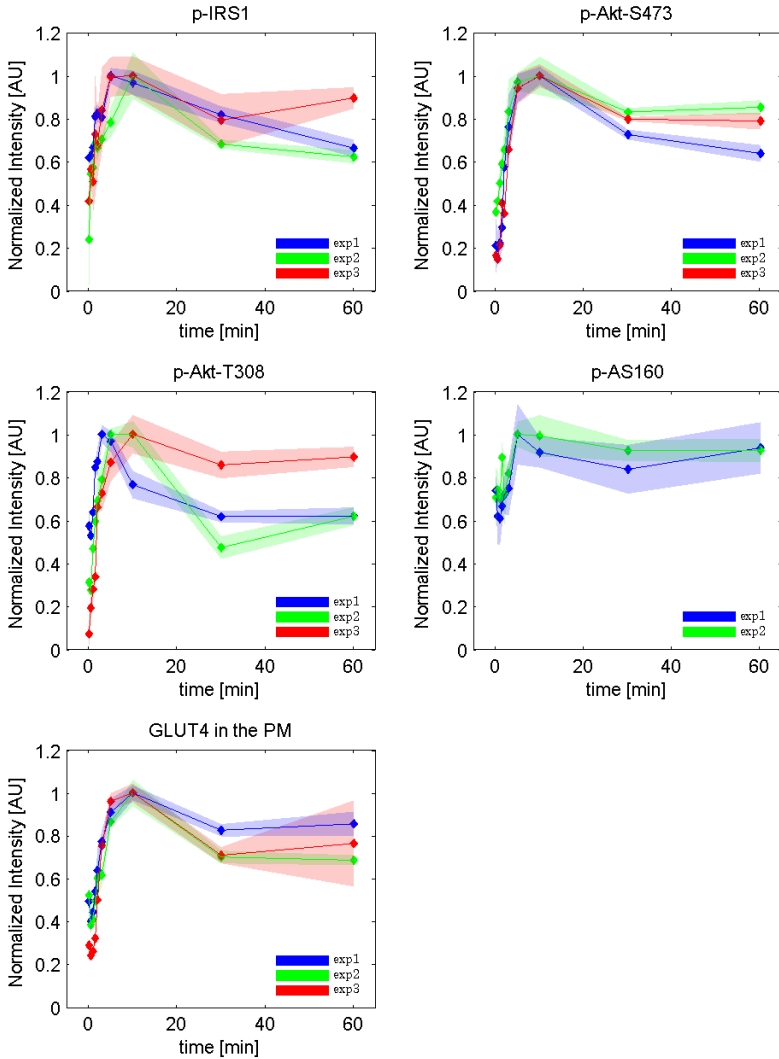 p-IRS1
1.2
1
0.8
0.6
0.4
0.2
0
Normalized Intensity [AU]
exp1
exp2
exp3
0 20 40 60
time [min]
p-Akt-S473
1.2
1
0.8
0.6
0.4
0.2
0
Normalized Intensity [AU]
exp1
exp2
exp3
0 20 40 60
time [min]
p-Akt-T308
1.2
1
0.8
0.6
0.4
0.2
0
Normalized Intensity [AU]
exp1
exp2
exp3
0 20 40 60
time [min]
p-AS160
1.2
1
0.8
0.6
0.4
0.2
0
Normalized Intensity [AU]
exp1
exp2
0 20 40 60
time [min]
GLUT4 in the PM
1.2
1
0.8
0.6
0.4
0.2
0
Normalized Intensity [AU]
exp1
exp2
exp3
0 20 40 60
time [min]